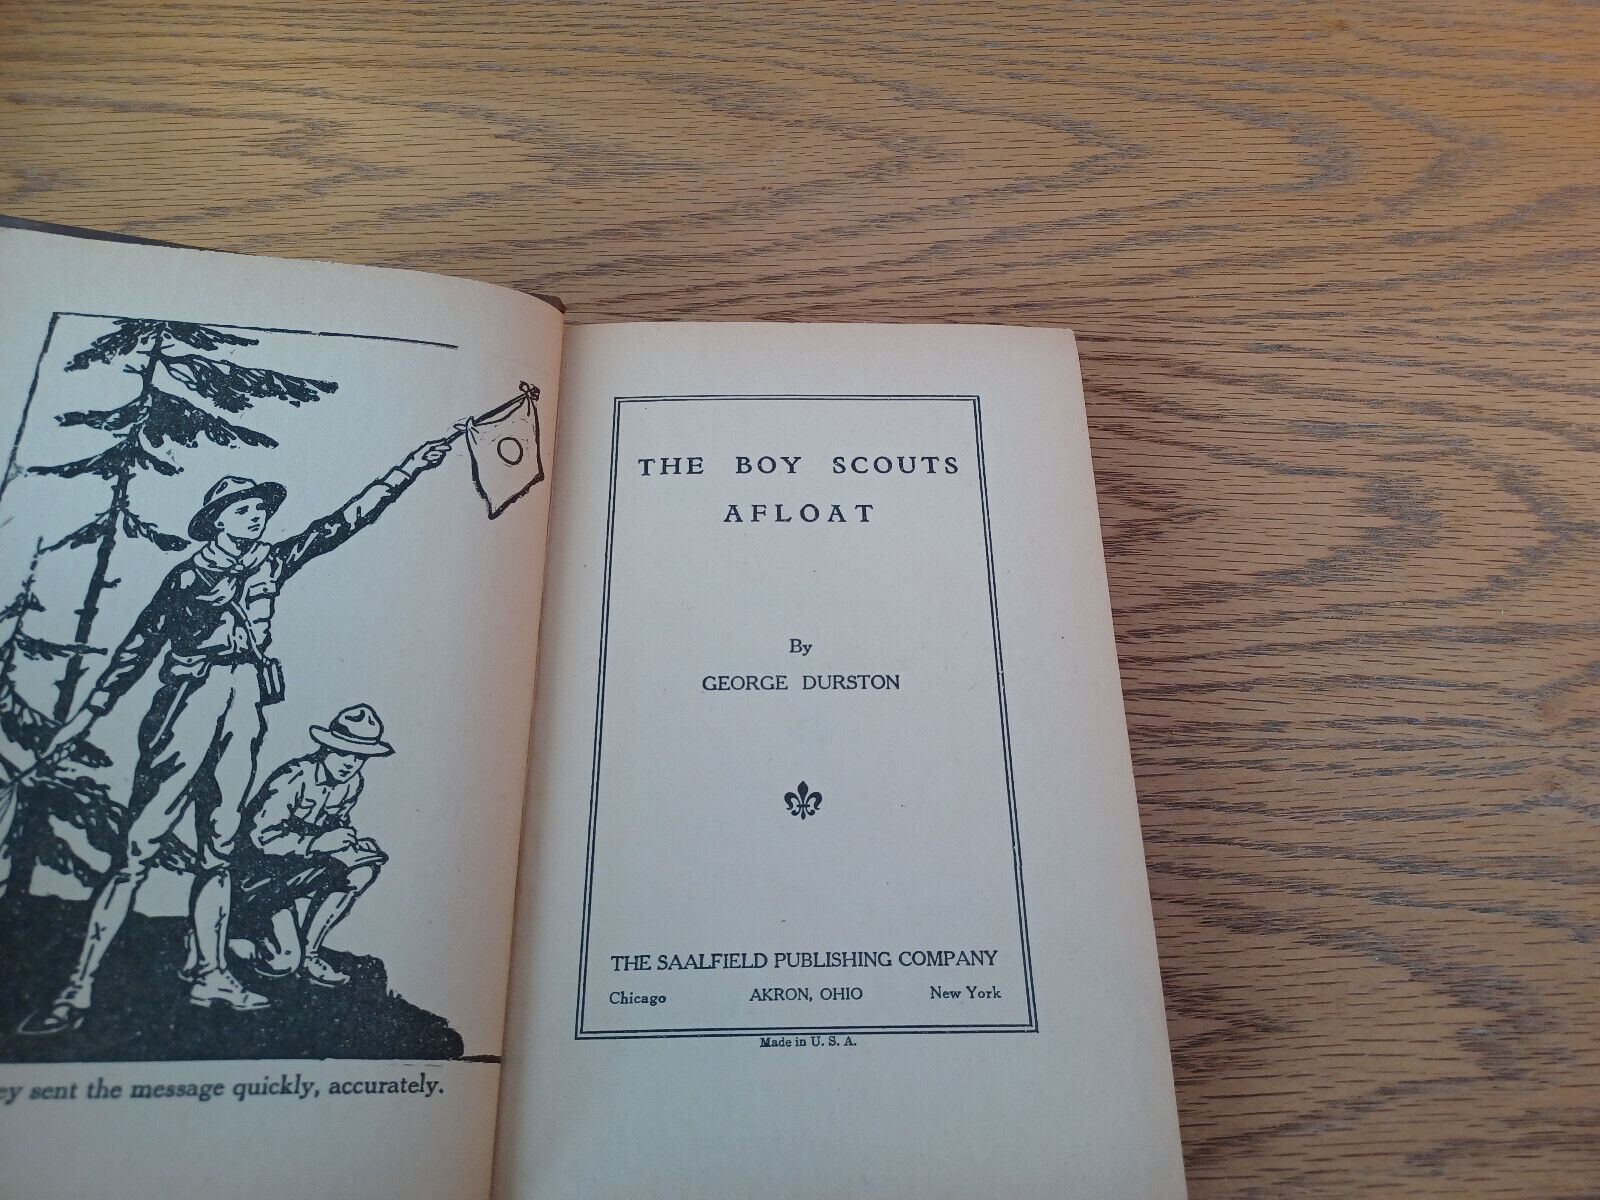 ey sent the message quickly, accurately.
THE BOY SCOUTS
AFLOAT
By
GEORGE DURSTON
THE SAALFIELD PUBLISHING COMPANY
Chicago AKRON, OHIO New York
Made in U. S. A.